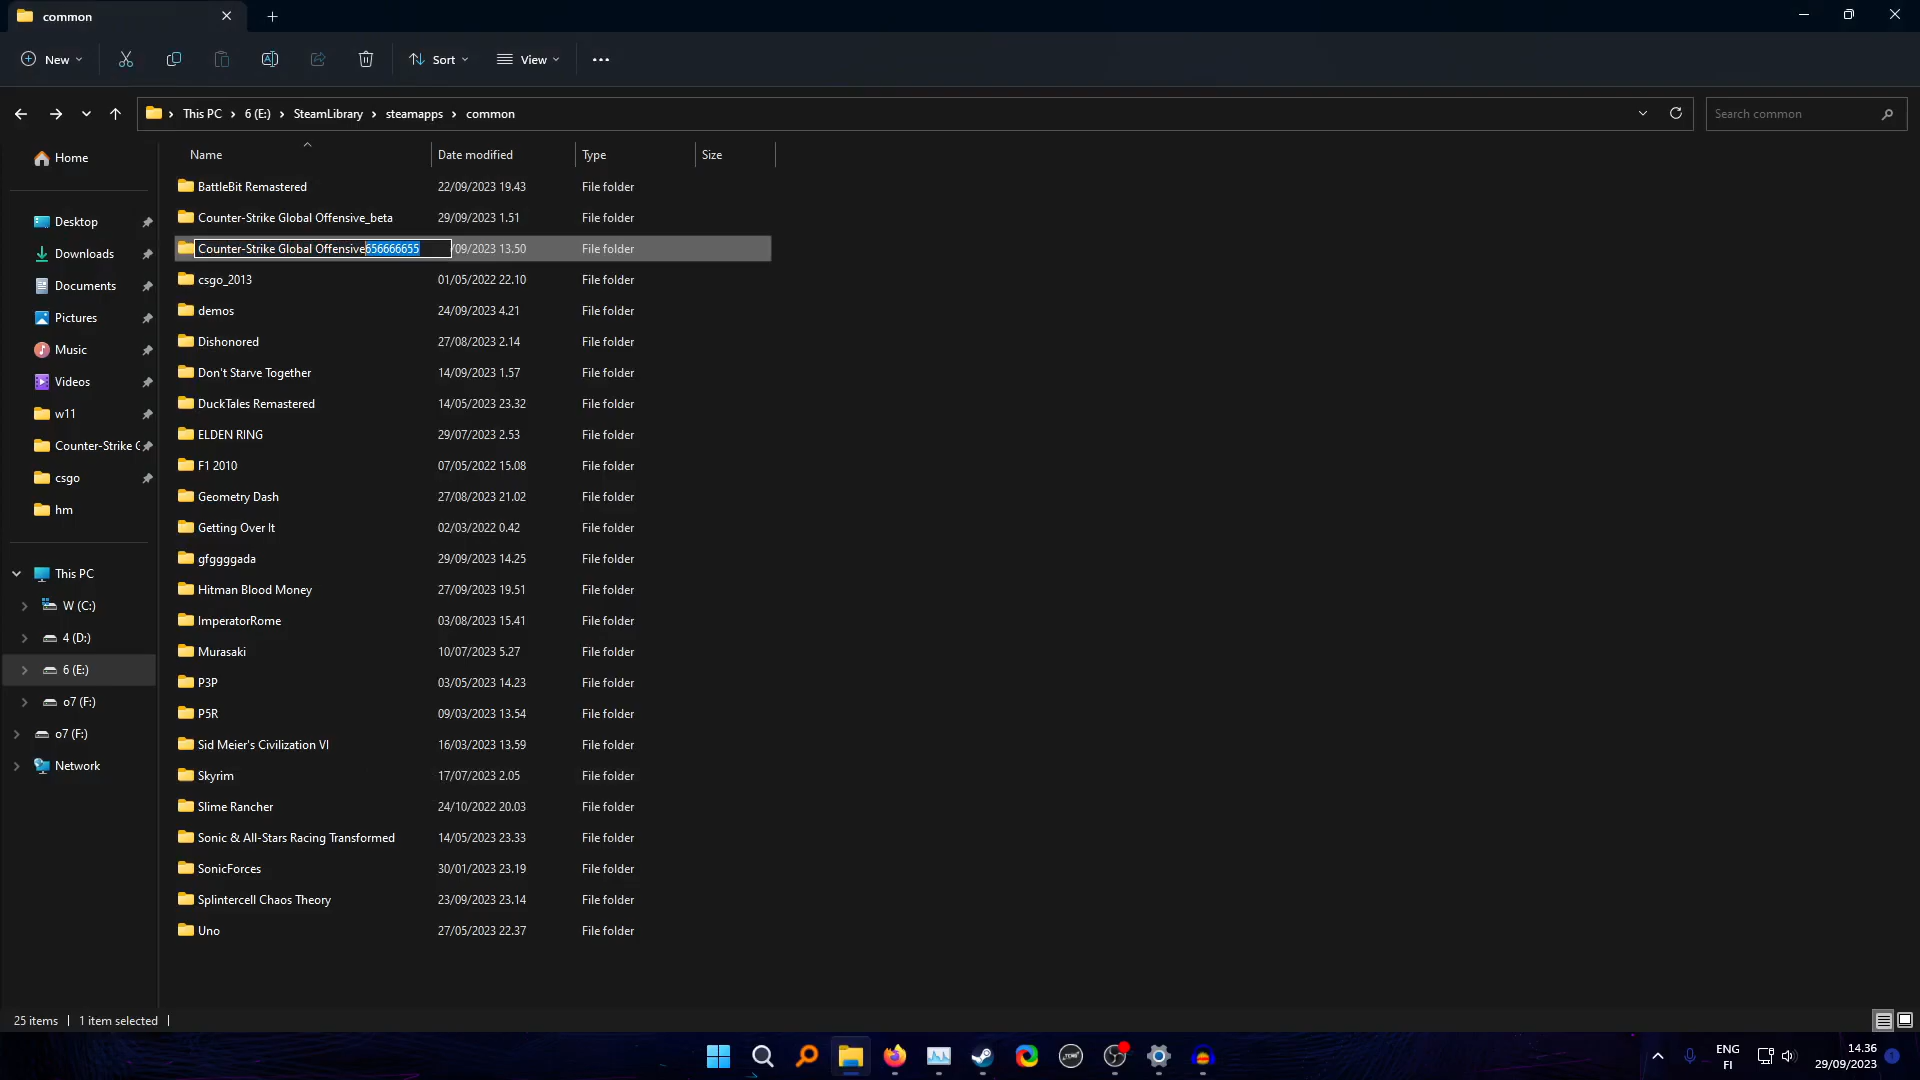 common
New
Sort
View
This PC
6 (E:)
SteamLibrary
steamapps
common
Search common
Name
Date modified
Type
Size
Home
Desktop
Downloads
Documents
Pictures
Music
Videos
w11
Counter-Strike G
csgo
hm
This PC
W (C:)
4 (D:)
6 (E:)
o7 (F:)
o7 (F:)
Network
BattleBit Remastered 22/09/2023 19.43 File folder
Counter-Strike Global Offensive_beta 29/09/2023 1.51 File folder
Counter-Strike Global Offensive656666655 /09/2023 13.50 File folder
csgo_2013 01/05/2022 22.10 File folder
demos 24/09/2023 4.21 File folder
Dishonored 27/08/2023 2.14 File folder
Don't Starve Together 14/09/2023 1.57 File folder
DuckTales Remastered 14/05/2023 23.32 File folder
ELDEN RING 29/07/2023 2.53 File folder
F1 2010 07/05/2022 15.08 File folder
Geometry Dash 27/08/2023 21.02 File folder
Getting Over It 02/03/2022 0.42 File folder
gfggggada 29/09/2023 14.25 File folder
Hitman Blood Money 27/09/2023 19.51 File folder
ImperatorRome 03/08/2023 15.41 File folder
Murasaki 10/07/2023 5.27 File folder
P3P 03/05/2023 14.23 File folder
P5R 09/03/2023 13.54 File folder
Sid Meier's Civilization VI 16/03/2023 13.59 File folder
Skyrim 17/07/2023 2.05 File folder
Slime Rancher 24/10/2022 20.03 File folder
Sonic & All-Stars Racing Transformed 14/05/2023 23.33 File folder
SonicForces 30/01/2023 23.19 File folder
Splintercell Chaos Theory 23/09/2023 23.14 File folder
Uno 27/05/2023 22.37 File folder
25 items
1 item selected
ENG
FI
14.36
29/09/2023
1